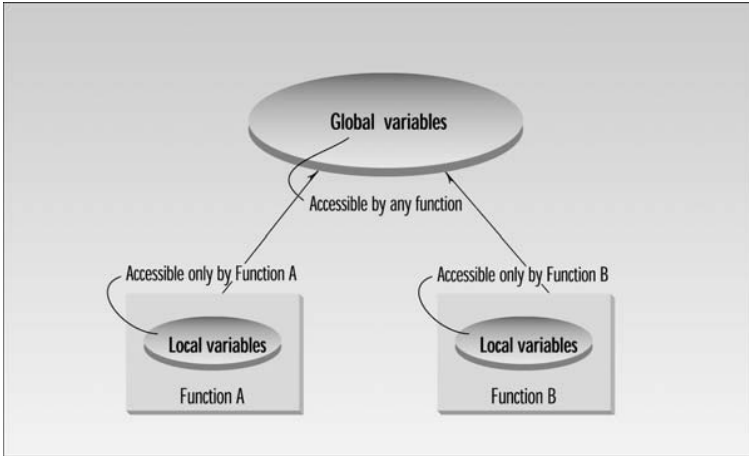 Global variables
Accessible by any function
Accessible only by Function A
Accessible only by Function B
Local variables
Local variables
Function A
Function B